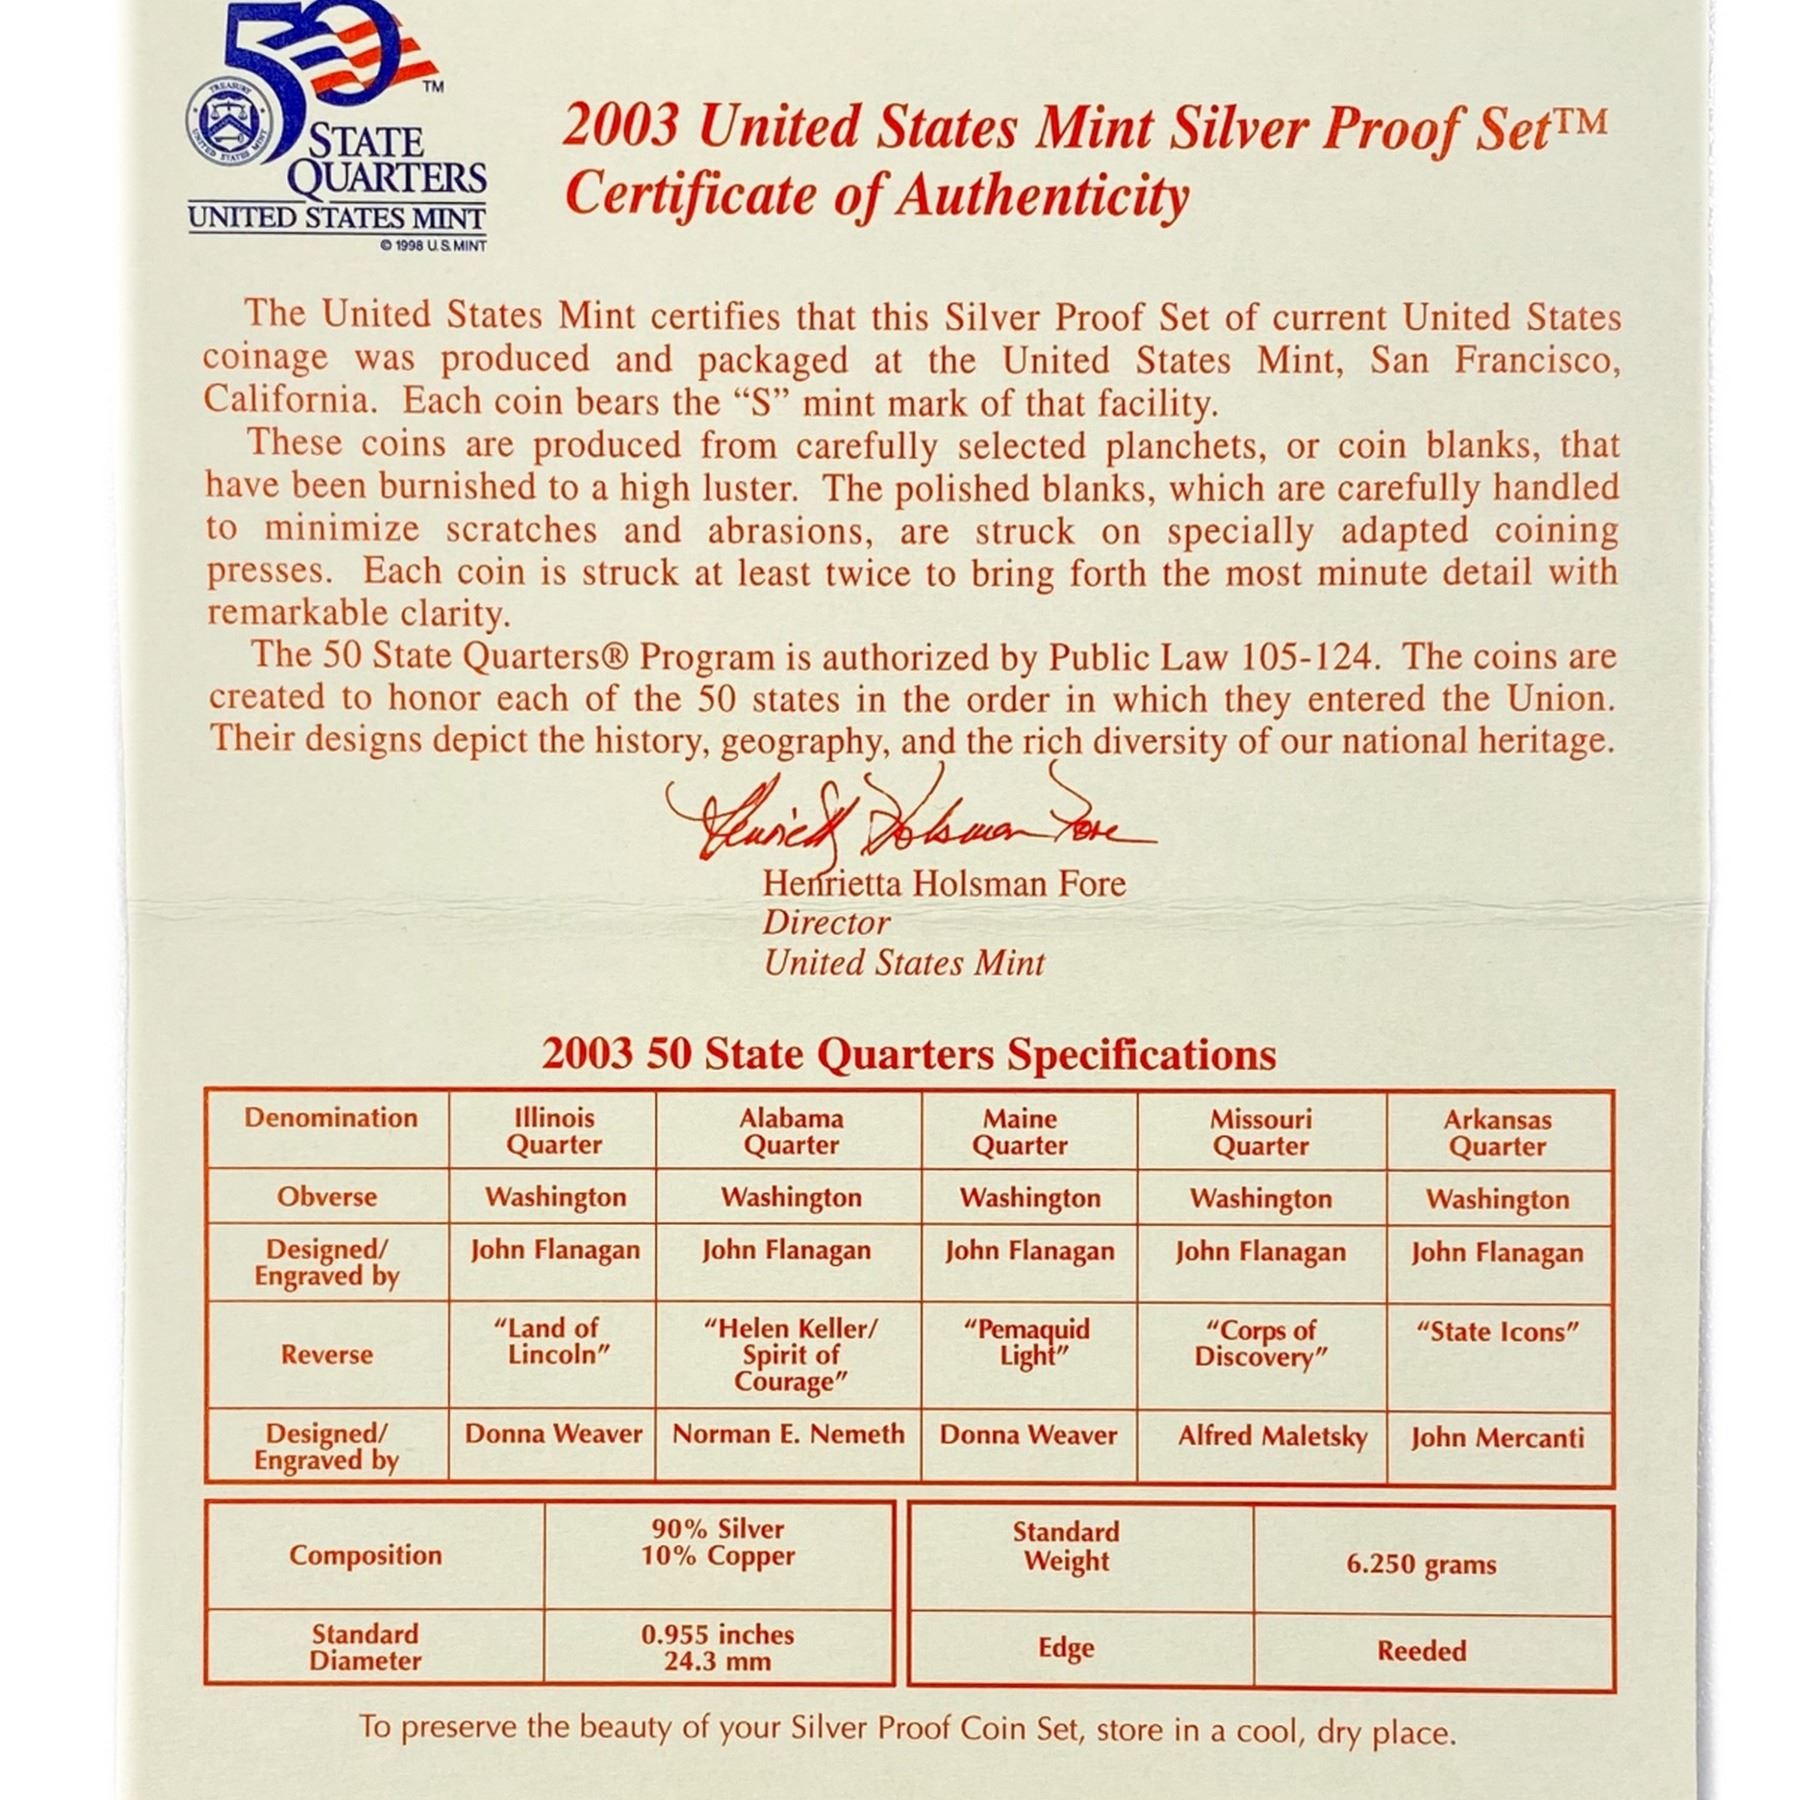 50
TM
TREASURY
UNITED STATES MINT
STATE
QUARTERS
UNITED STATES MINT
© 1998 U.S. MINT
2003 United States Mint Silver Proof Set™
Certificate of Authenticity
The United States Mint certifies that this Silver Proof Set of current United States
coinage was produced and packaged at the United States Mint, San Francisco,
California. Each coin bears the “S” mint mark of that facility.
These coins are produced from carefully selected planchets, or coin blanks, that
have been burnished to a high luster. The polished blanks, which are carefully handled
to minimize scratches and abrasions, are struck on specially adapted coining
presses. Each coin is struck at least twice to bring forth the most minute detail with
remarkable clarity.
The 50 State Quarters® Program is authorized by Public Law 105-124. The coins are
created to honor each of the 50 states in the order in which they entered the Union.
Their designs depict the history, geography, and the rich diversity of our national heritage.
Henrietta Holsman Fore
Henrietta Holsman Fore
Director
United States Mint
2003 50 State Quarters Specifications
Denomination Illinois Quarter Alabama Quarter Maine Quarter Missouri Quarter Arkansas Quarter
Obverse Washington Washington Washington Washington Washington
Designed/ Engraved by John Flanagan John Flanagan John Flanagan John Flanagan John Flanagan
Reverse “Land of Lincoln” “Helen Keller/ Spirit of Courage” “Pemaquid Light” “Corps of Discovery” “State Icons”
Designed/ Engraved by Donna Weaver Norman E. Nemeth Donna Weaver Alfred Maletsky John Mercanti
Composition 90% Silver 10% Copper Standard Weight 6.250 grams
Standard Diameter 0.955 inches 24.3 mm Edge Reeded
To preserve the beauty of your Silver Proof Coin Set, store in a cool, dry place.